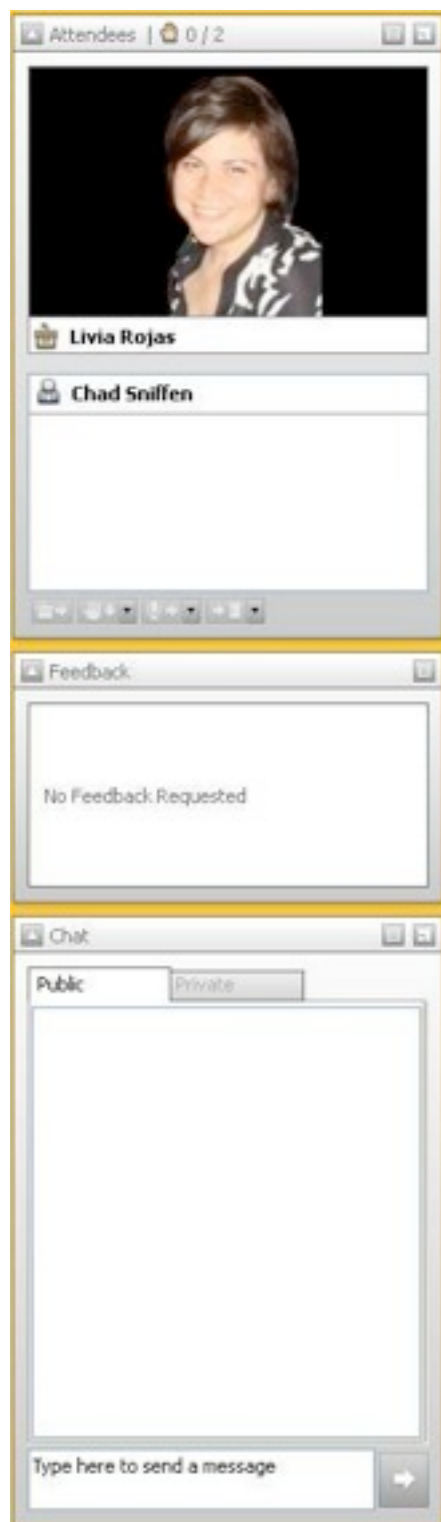 Attendees | 0 / 2
Livia Rojas
Chad Sniffen
Feedback
No Feedback Requested
Chat
Public Private
Type here to send a message